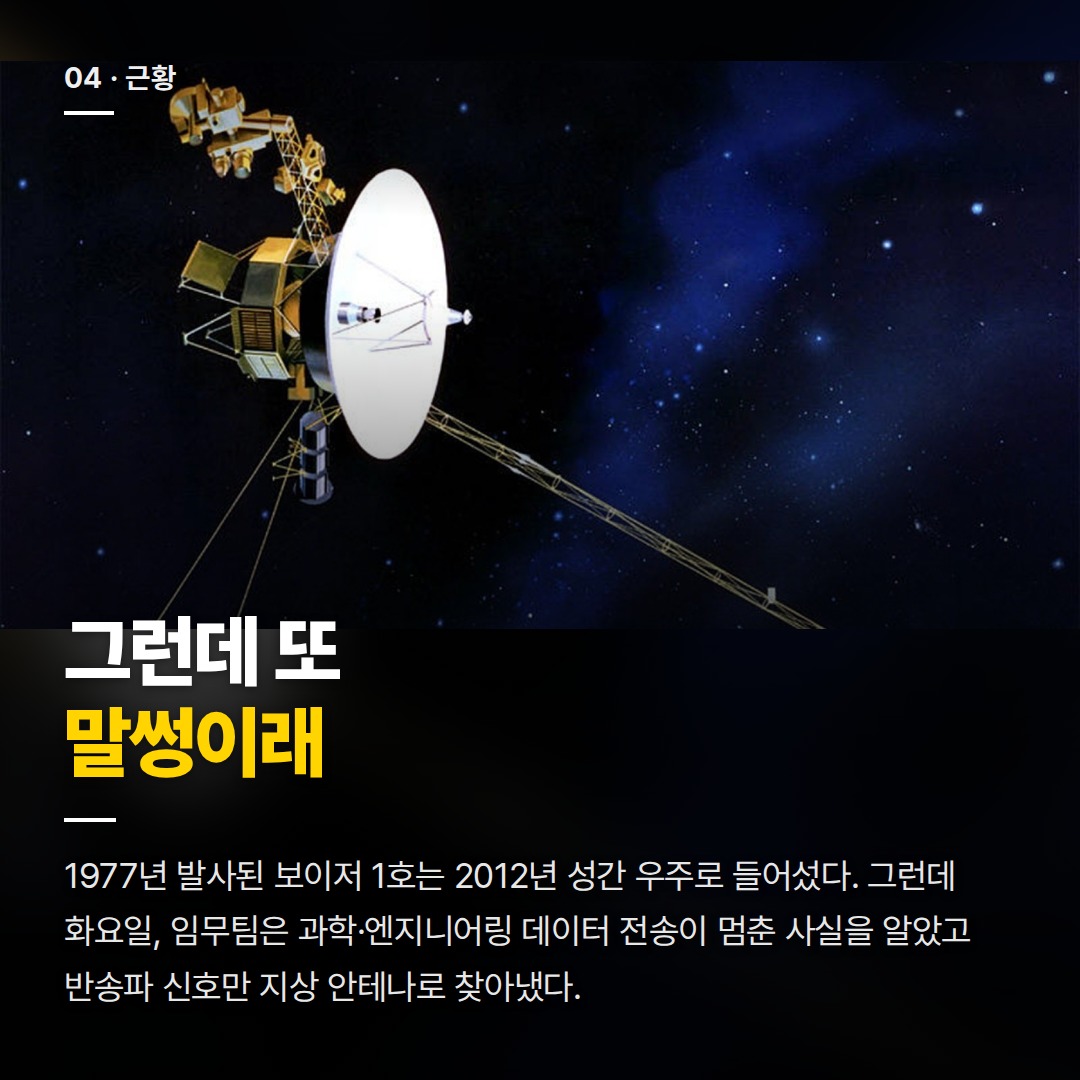 04 · 근황
그런데 또
말썽이래
1977년 발사된 보이저 1호는 2012년 성간 우주로 들어섰다. 그런데
화요일, 임무팀은 과학·엔지니어링 데이터 전송이 멈춘 사실을 알았고
반송파 신호만 지상 안테나로 찾아냈다.